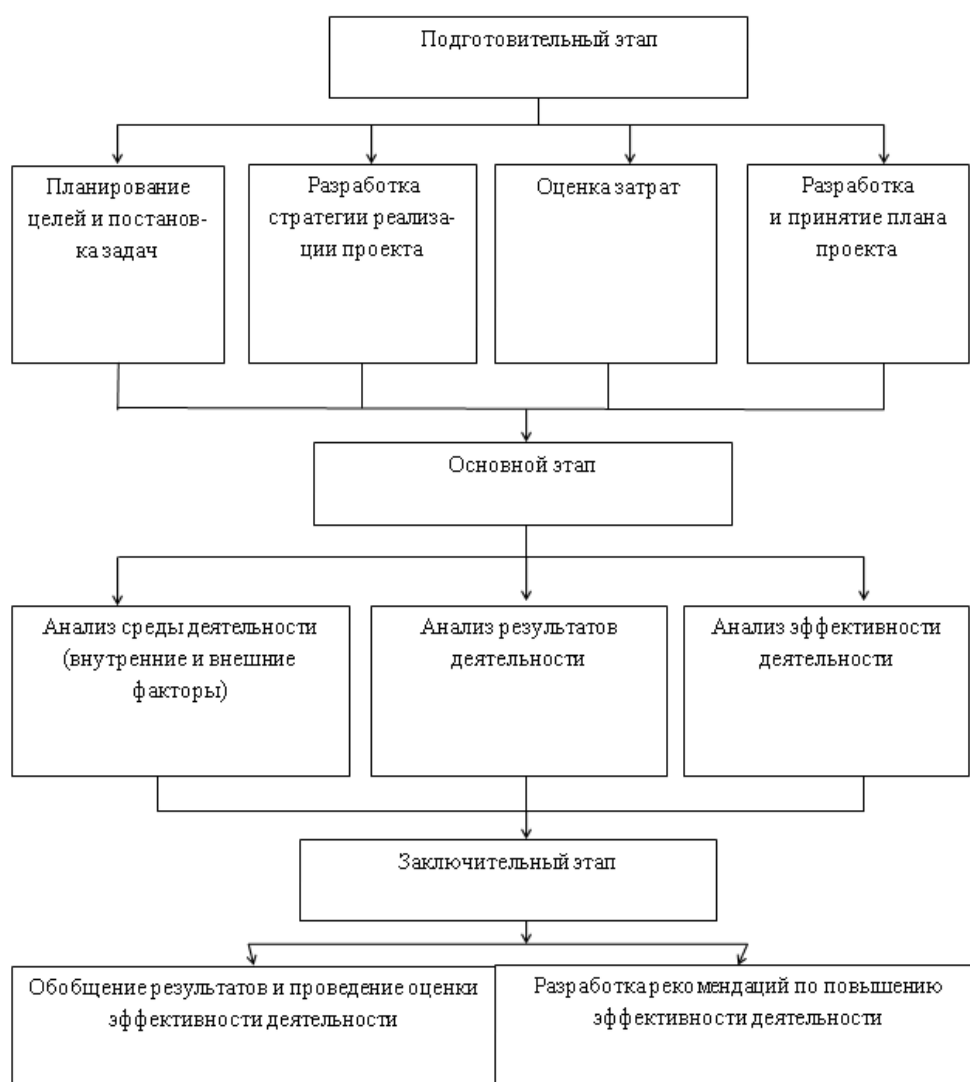 Подготовительный этап
Планирование
целей и постанов-
ка задач
Разработка
стратегии реализа-
ции проекта
Оценка затрат
Разработка
и принятие плана
проекта
Основной этап
Анализ среды деятельности
(внутренние и внешние
факторы)
Анализ результатов
деятельности
Анализ эффективности
деятельности
Заключительный этап
Обобщение результатов и проведение оценки
эффективности деятельности
Разработка рекомендаций по повышению
эффективности деятельности